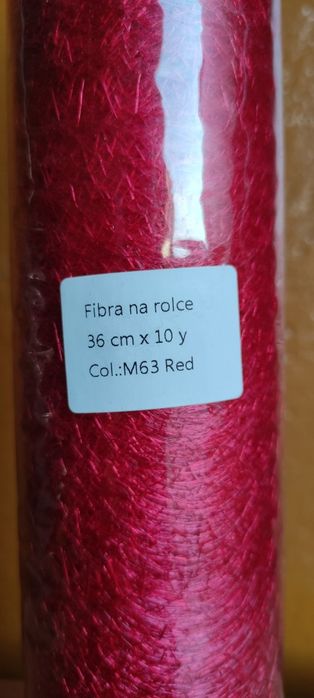 Fibra na rolce
36 cm x 10 y
Col.:M63 Red